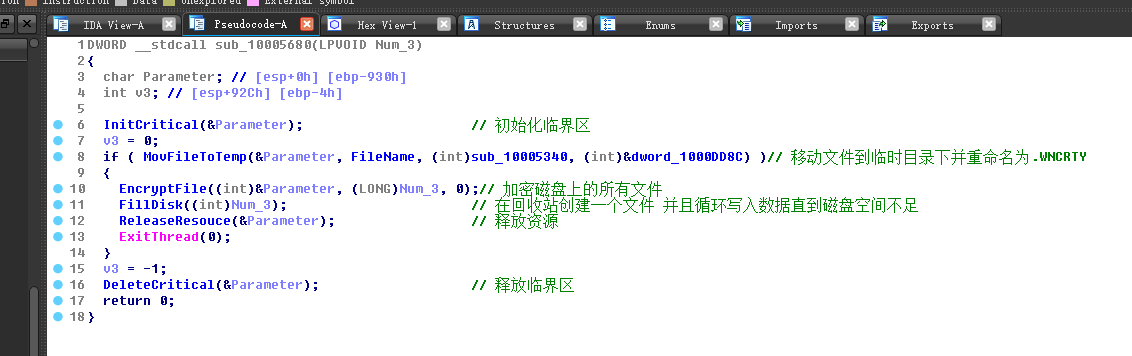 instruction Data unexplored External symbol
IDA View-A Pseudocode-A Hex View-1 Structures Enums Imports Exports
1 DWORD __stdcall sub_10005680(LPVOID Num_3)
2 {
3 char Parameter; // [esp+0h] [ebp-930h]
4 int v3; // [esp+92Ch] [ebp-4h]
5
6 InitCritical(&Parameter); // 初始化临界区
7 v3 = 0;
8 if ( MovFileToTemp(&Parameter, FileName, (int)sub_10005340, (int)&dword_1000DD8C) )// 移动文件到临时目录下并重命名为.WNCRTY
9 {
10 EncryptFile((int)&Parameter, (LONG)Num_3, 0);// 加密磁盘上的所有文件
11 FillDisk((int)Num_3); // 在回收站创建一个文件 并且循环写入数据直到磁盘空间不足
12 ReleaseResouce(&Parameter); // 释放资源
13 ExitThread(0);
14 }
15 v3 = -1;
16 DeleteCritical(&Parameter); // 释放临界区
17 return 0;
18 }